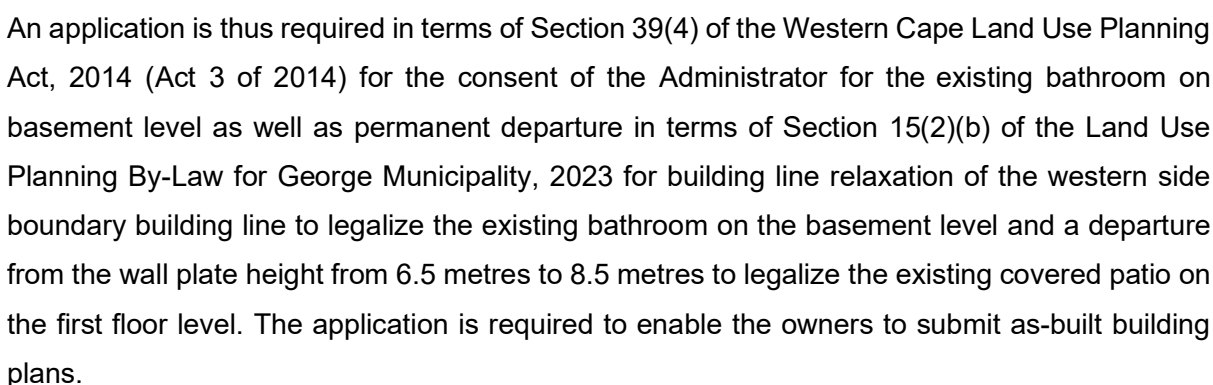 An application is thus required in terms of Section 39(4) of the Western Cape Land Use Planning
Act, 2014 (Act 3 of 2014) for the consent of the Administrator for the existing bathroom on
basement level as well as permanent departure in terms of Section 15(2)(b) of the Land Use
Planning By-Law for George Municipality, 2023 for building line relaxation of the western side
boundary building line to legalize the existing bathroom on the basement level and a departure
from the wall plate height from 6.5 metres to 8.5 metres to legalize the existing covered patio on
the first floor level. The application is required to enable the owners to submit as-built building
plans.